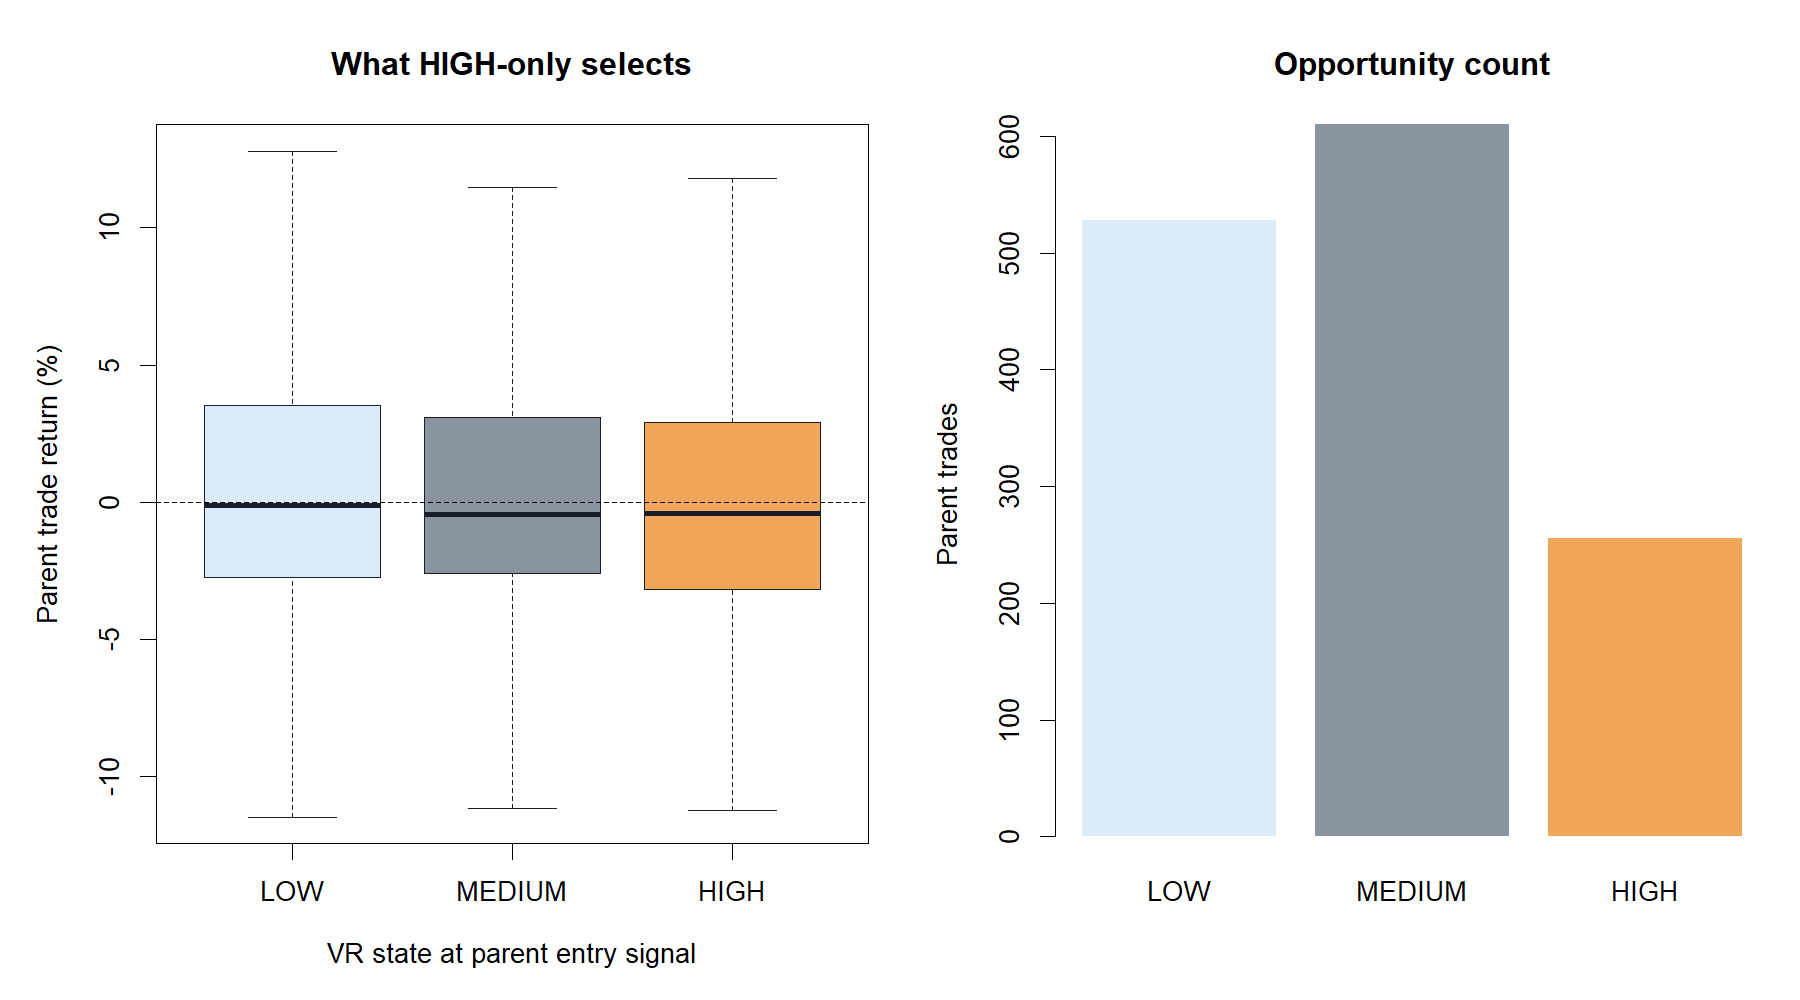 What HIGH-only selects
Parent trade return (%)
10
5
0
-5
-10
LOW MEDIUM HIGH
VR state at parent entry signal
Opportunity count
Parent trades
600
500
400
300
200
100
0
LOW MEDIUM HIGH